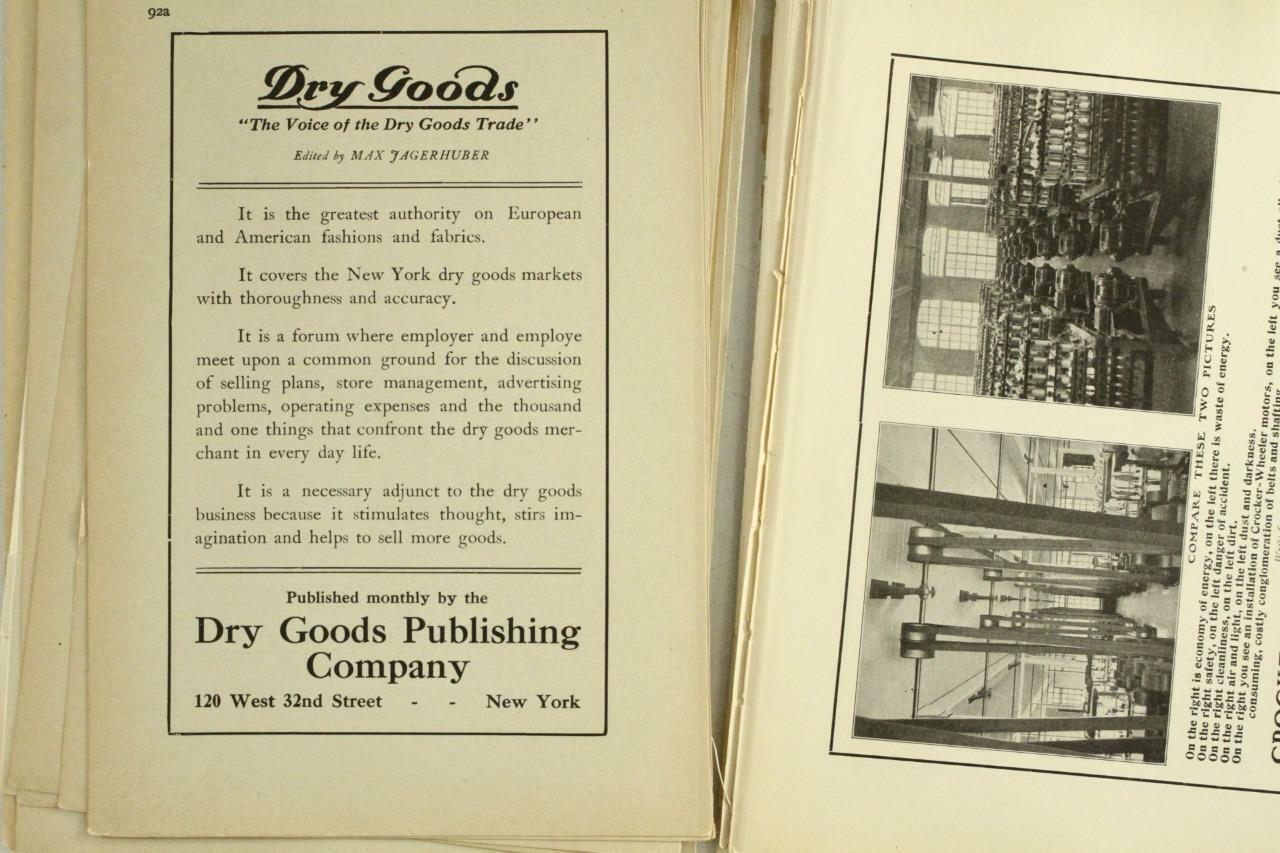 92a
Dry Goods
“The Voice of the Dry Goods Trade’’
Edited by MAX JAGERHUBER
It is the greatest authority on European
and American fashions and fabrics.
It covers the New York dry goods markets
with thoroughness and accuracy.
It is a forum where employer and employe
meet upon a common ground for the discussion
of selling plans, store management, advertising
problems, operating expenses and the thousand
and one things that confront the dry goods mer-
chant in every day life.
It is a necessary adjunct to the dry goods
business because it stimulates thought, stirs im-
agination and helps to sell more goods.
Published monthly by the
Dry Goods Publishing
Company
120 West 32nd Street - - New York
COMPARE THESE TWO PICTURES
On the right is economy of energy, on the left there is waste of energy.
On the right safety, on the left danger of accident.
On the right cleanliness, on the left dirt.
On the right air and light, on the left dust and darkness.
On the right you see an installation of Crocker-Wheeler motors, on the left you see a
consuming, costly conglomeration of belts and shafting.